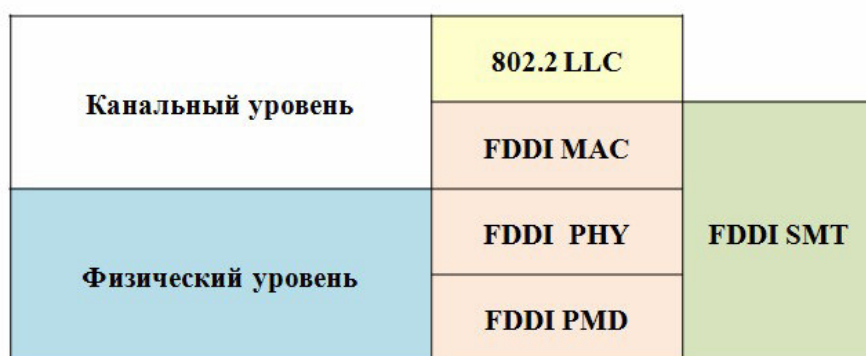 802.2 LLC
Канальный уровень
FDDI MAC
FDDI PHY
FDDI SMT
Физический уровень
FDDI PMD